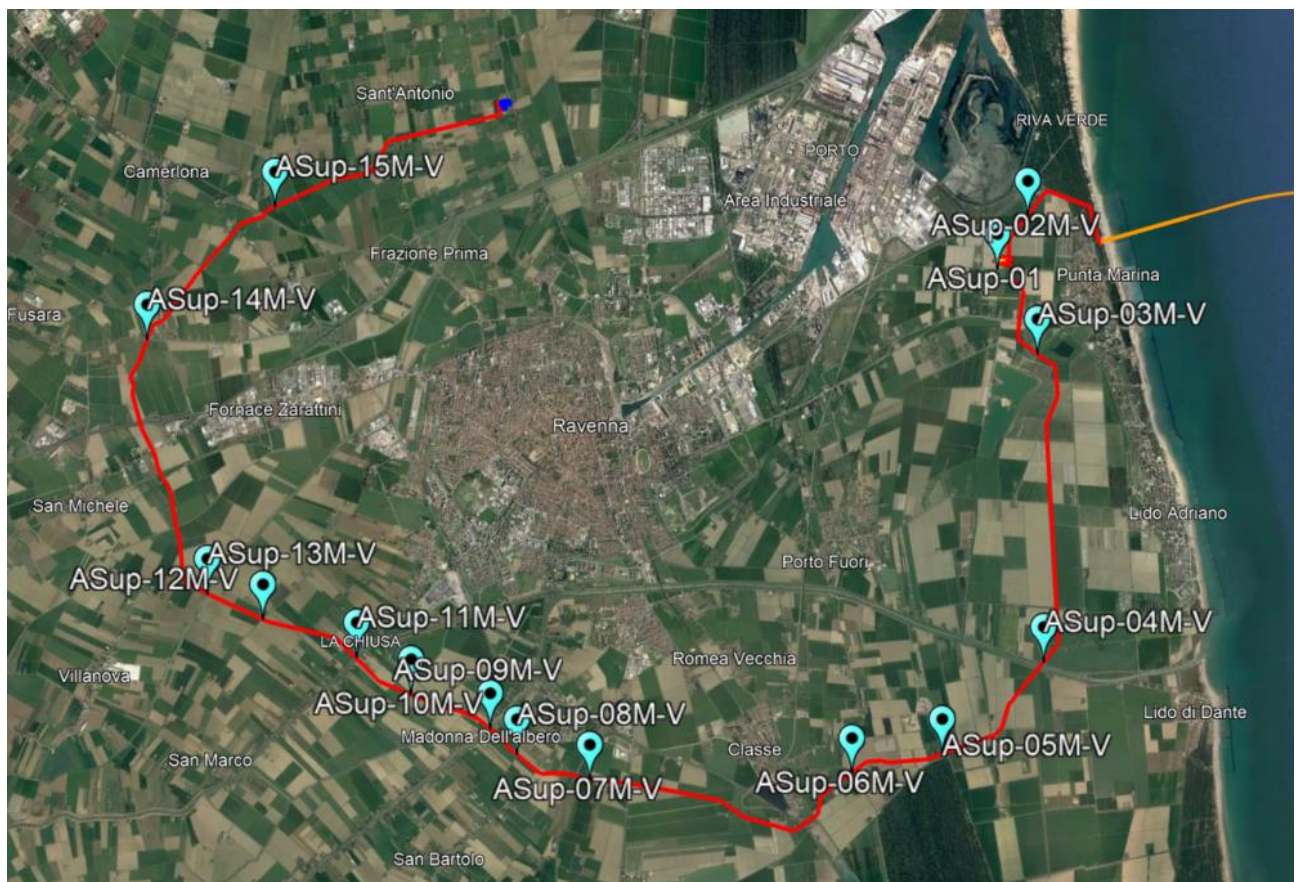 Sant'Antonio
RIVA VERDE
PORTO
Camerlona
ASup-15M-V
Area Industriale
ASup-02M-V
Frazione Prima
ASup-01
Punta Marina
ASup-14M-V
Fusara
ASup-03M-V
Fornace Zarattini
Ravenna
San Michele
Lido Adriano
ASup-13M-V
Porto Fuori
ASup-12M-V
ASup-11M-V
ASup-04M-V
LA CHIUSA
Romea Vecchia
ASup-09M-V
Villanova
ASup-10M-V
ASup-08M-V
Lido di Dante
Madonna Dell'albero
Classe
ASup-05M-V
San Marco
ASup-07M-V
ASup-06M-V
San Bartolo